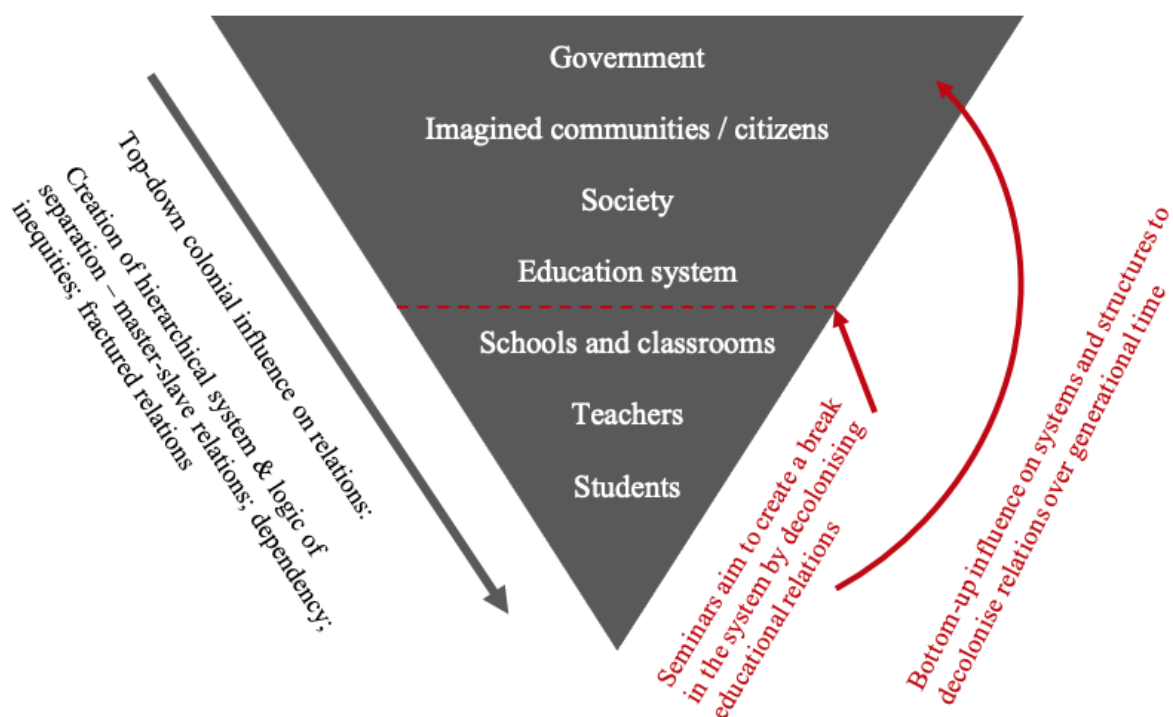 Government
Imagined communities / citizens
Society
Education system
Schools and classrooms
Teachers
Students
Top-down colonial influence on relations:
Creation of hierarchical system & logic of
separation – master-slave relations; dependency;
inequities; fractured relations
Seminars aim to create a break
in the system by decolonising
educational relations
Bottom-up influence on systems and structures to
decolonise relations over generational time